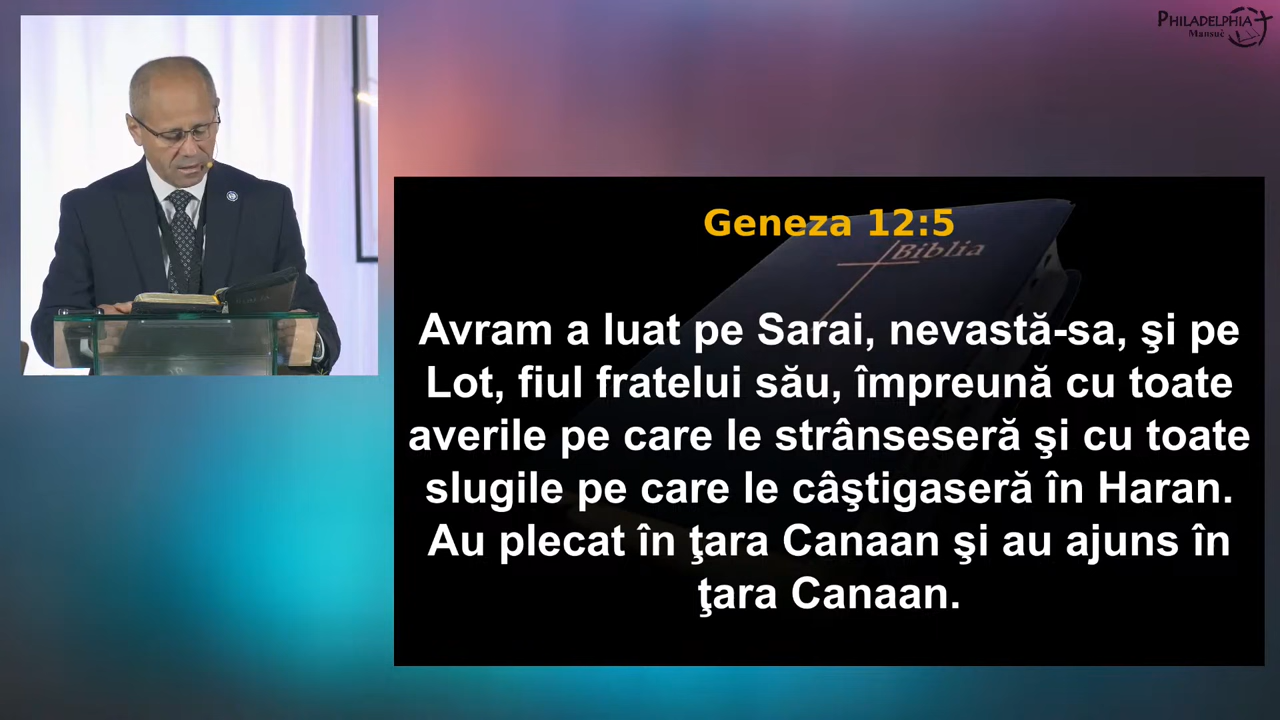 PHILADELPHIA
Mansuè
Geneza 12:5
Biblia
Avram a luat pe Sarai, nevastă-sa, şi pe
Lot, fiul fratelui său, împreună cu toate
averile pe care le strânseseră şi cu toate
slugile pe care le câştigaseră în Haran.
Au plecat în ţara Canaan şi au ajuns în
ţara Canaan.